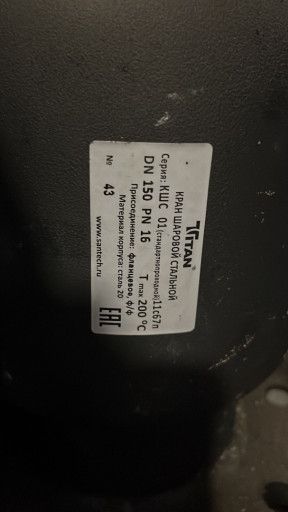 TITAN
КРАН ШАРОВОЙ СТАЛЬНОЙ
Серия: КШС 01(стандартнопроводной)11с67п
DN 150 PN 16 T max 200 °C
Присоединение: фланцевое, ф/ф
Материал корпуса: сталь 20
№ 43 www.santech.ru EAC